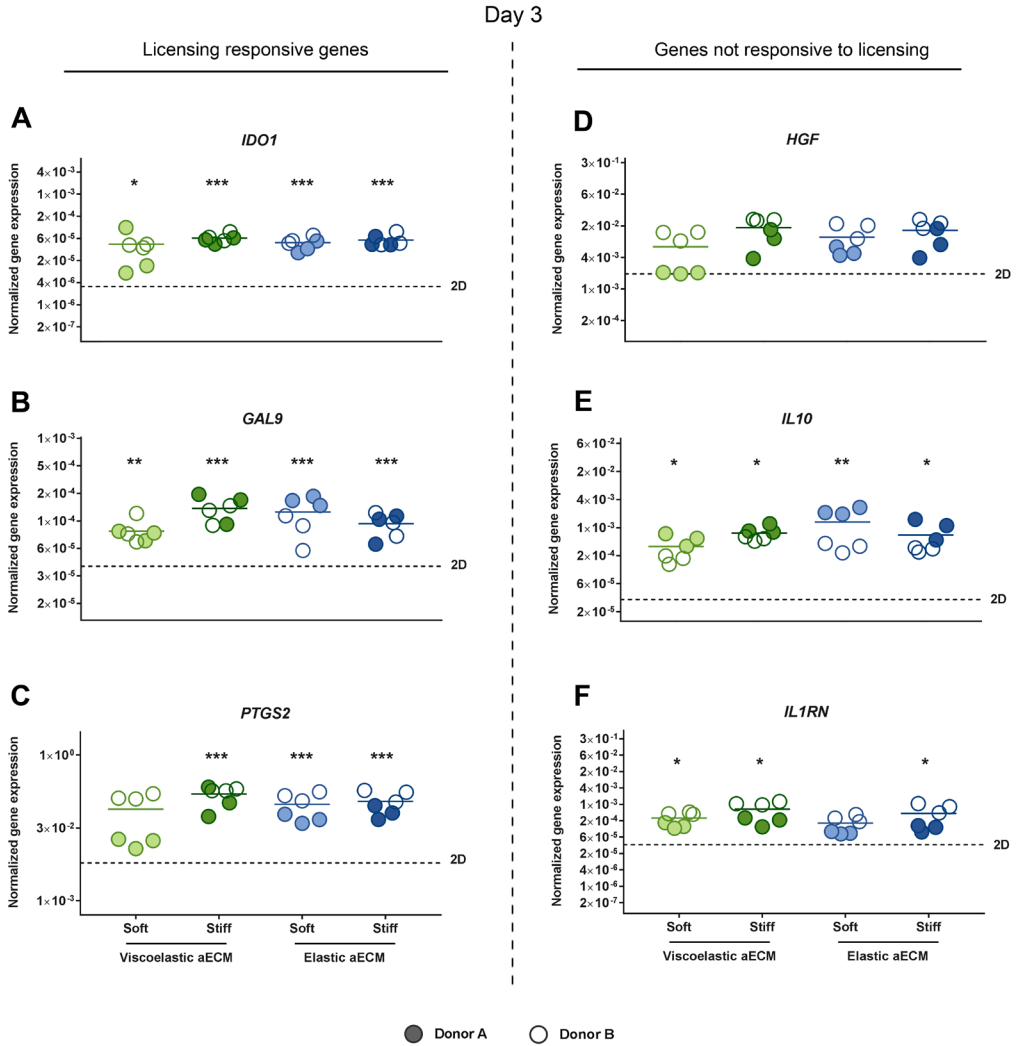 Day 3
Licensing responsive genes
Genes not responsive to licensing
A
IDO1
Normalized gene expression
4×10⁻³
1×10⁻³
2×10⁻⁴
6×10⁻⁵
2×10⁻⁵
4×10⁻⁶
1×10⁻⁶
2×10⁻⁷
* *** *** ***
2D
B
GAL9
Normalized gene expression
1×10⁻³
5×10⁻⁴
2×10⁻⁴
1×10⁻⁴
6×10⁻⁵
3×10⁻⁵
2×10⁻⁵
** *** *** ***
2D
C
PTGS2
Normalized gene expression
1×10⁰
3×10⁻²
1×10⁻³
*** *** ***
2D
Soft Stiff Soft Stiff
Viscoelastic aECM Elastic aECM
D
HGF
Normalized gene expression
3×10⁻¹
6×10⁻²
2×10⁻²
4×10⁻³
1×10⁻³
2×10⁻⁴
2D
E
IL10
Normalized gene expression
6×10⁻²
2×10⁻²
4×10⁻³
1×10⁻³
2×10⁻⁴
6×10⁻⁵
2×10⁻⁵
* * ** *
2D
F
IL1RN
Normalized gene expression
3×10⁻¹
6×10⁻²
2×10⁻²
4×10⁻³
1×10⁻³
2×10⁻⁴
6×10⁻⁵
2×10⁻⁵
4×10⁻⁶
1×10⁻⁶
2×10⁻⁷
* * *
2D
Soft Stiff Soft Stiff
Viscoelastic aECM Elastic aECM
Donor A Donor B